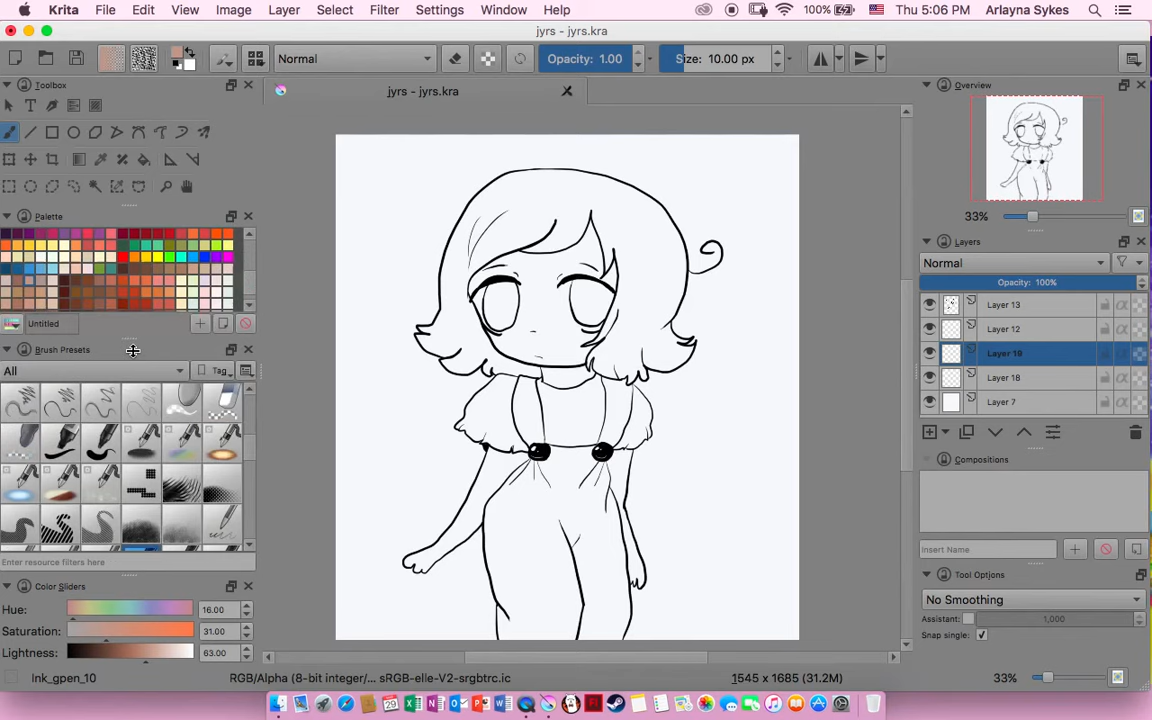 Krita File Edit View Image Layer Select Filter Settings Window Help 100% Thu 5:06 PM Arlayna Sykes
jyrs - jyrs.kra
Normal Opacity: 1.00 Size: 10.00 px
Toolbox
jyrs - jyrs.kra
Overview
33%
Palette
Untitled
Brush Presets
All Tag
Enter resource filters here
Color Sliders
Hue: 16.00
Saturation: 31.00
Lightness: 63.00
Layers
Normal
Opacity: 100%
Layer 13
Layer 12
Layer 19
Layer 18
Layer 7
Compositions
Insert Name
Tool Options
No Smoothing
Assistant: 1,000
Snap single:
Ink_gpen_10 RGB/Alpha (8-bit integer/... sRGB-elle-V2-srgbtrc.ic 1545 x 1685 (31.2M) 33%